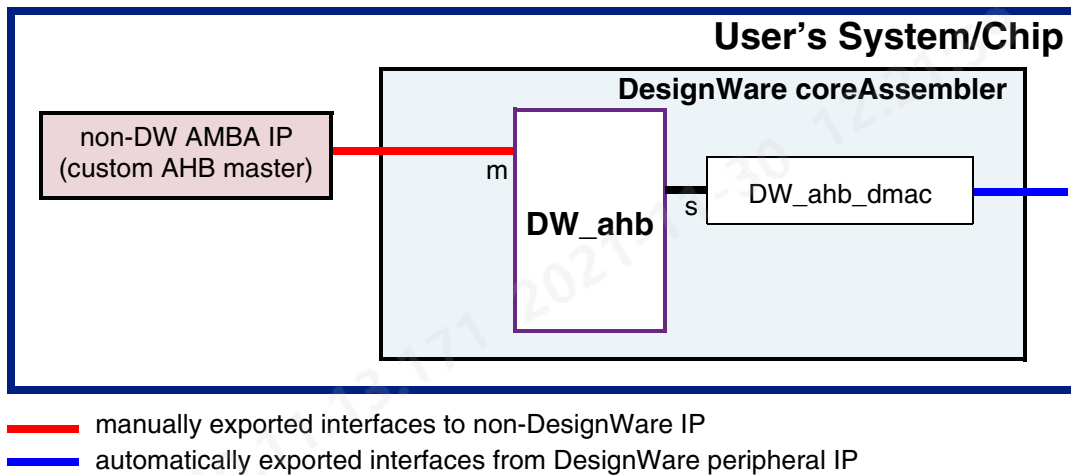 User's System/Chip
DesignWare coreAssembler
non-DW AMBA IP
(custom AHB master)
m
DW_ahb
s
DW_ahb_dmac
manually exported interfaces to non-DesignWare IP
automatically exported interfaces from DesignWare peripheral IP